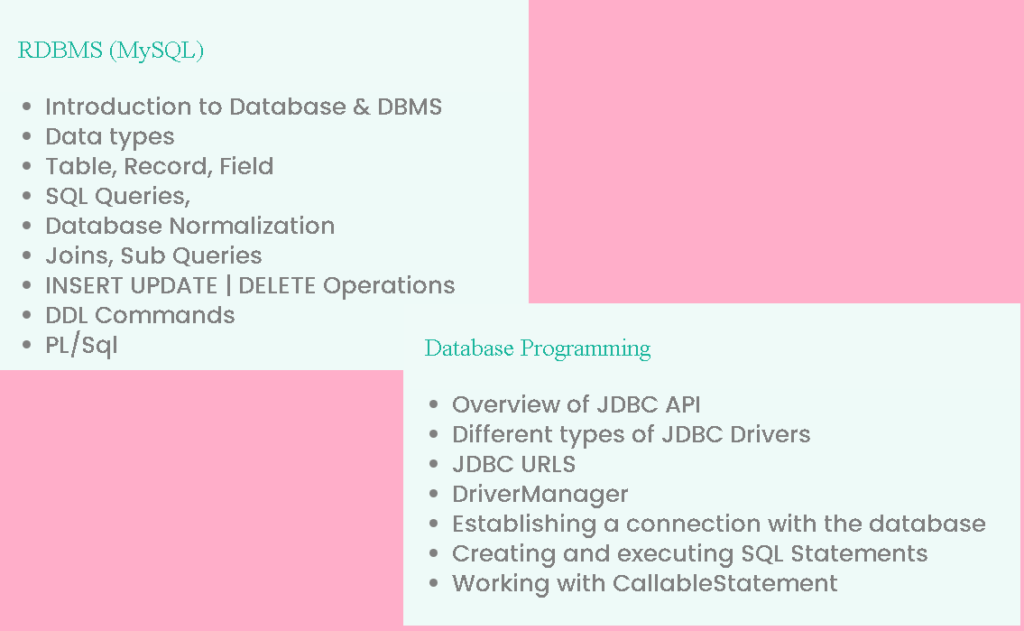 RDBMS (MySQL)
• Introduction to Database & DBMS
• Data types
• Table, Record, Field
• SQL Queries,
• Database Normalization
• Joins, Sub Queries
• INSERT UPDATE | DELETE Operations
• DDL Commands
• PL/Sql
Database Programming
• Overview of JDBC API
• Different types of JDBC Drivers
• JDBC URLS
• DriverManager
• Establishing a connection with the database
• Creating and executing SQL Statements
• Working with CallableStatement